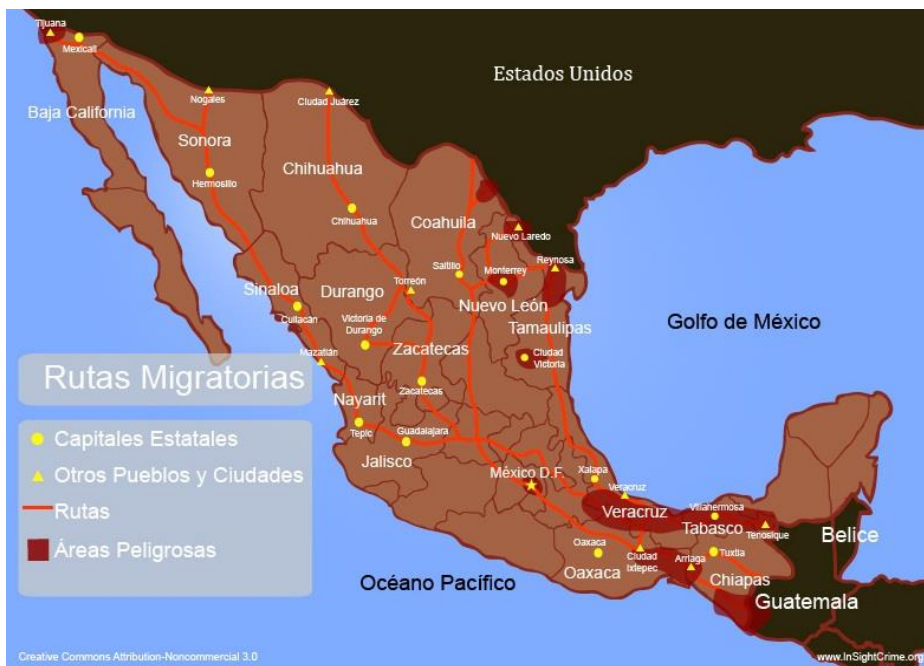 Estados Unidos
Tijuana
Mexicali
Baja California
Nogales
Sonora
Hermosillo
Ciudad Juárez
Chihuahua
Chihuahua
Coahuila
Nuevo Laredo
Saltillo
Monterrey
Reynosa
Nuevo León
Tamaulipas
Ciudad
Victoria
Sinaloa
Culiacán
Durango
Torreón
Victoria de
Durango
Mazatlán
Zacatecas
Zacatecas
Nayarit
Tepic
Guadalajara
Jalisco
México D.F.
Xalapa
Veracruz
Veracruz
Villahermosa
Tabasco
Tenosique
Oaxaca
Oaxaca
Ciudad
Ixtepec
Arriaga
Tuxtla
Chiapas
Guatemala
Belice
Golfo de México
Océano Pacífico
Rutas Migratorias
Capitales Estatales
Otros Pueblos y Ciudades
Rutas
Áreas Peligrosas
Creative Commons Attribution-Noncommercial 3.0
www.InSightCrime.org